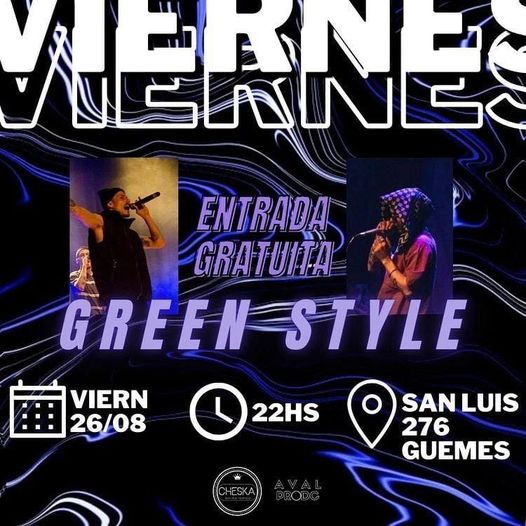 VIERNES
VIERNES
ENTRADA
GRATUITA
GREEN STYLE
VIERN
26/08
22HS
SAN LUIS
276
GUEMES
CHESKA
AVAL
PRODC